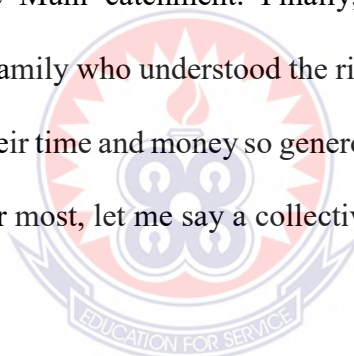 catchment. Finally,
amily who understood the ri
eir time and money so genero
r most, let me say a collectiv
EDUCATION FOR SERVICE